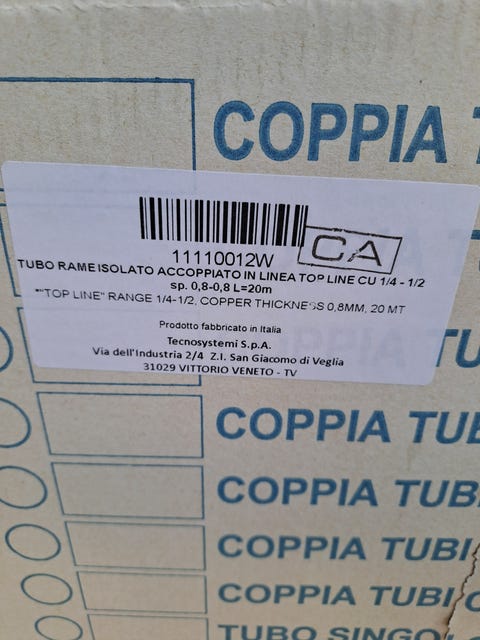 COPPIA
11110012W
CA
TUBO RAME ISOLATO ACCOPPIATO IN LINEA TOP LINE CU 1/4 - 1/2
sp. 0,8-0,8 L=20m
""TOP LINE" RANGE 1/4-1/2, COPPER THICKNESS 0,8MM, 20 MT
Prodotto fabbricato in Italia
Tecnosystemi S.p.A.
Via dell'Industria 2/4 Z.I. San Giacomo di Veglia
31029 VITTORIO VENETO - TV
TU
COPPIA TUB
COPPIA TUBI
COPPIA TUBI
COPPIA TUBI
TUBO SINGO